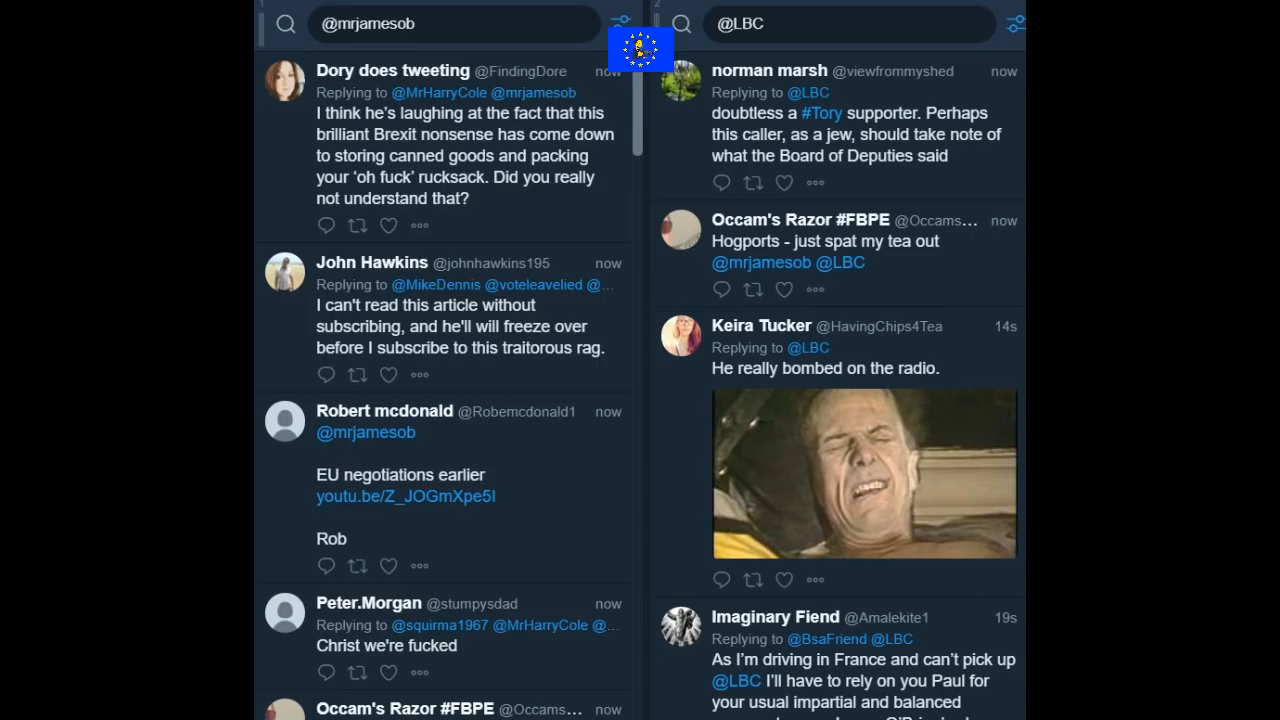 1
@mrjamesob
Dory does tweeting @FindingDore now
Replying to @MrHarryCole @mrjamesob
I think he's laughing at the fact that this
brilliant Brexit nonsense has come down
to storing canned goods and packing
your 'oh fuck' rucksack. Did you really
not understand that?
John Hawkins @johnhawkins195 now
Replying to @MikeDennis @voteleavelied @...
I can't read this article without
subscribing, and he'll will freeze over
before I subscribe to this traitorous rag.
Robert mcdonald @Robemcdonald1 now
@mrjamesob
EU negotiations earlier
youtu.be/Z_JOGmXpe5I
Rob
Peter.Morgan @stumpysdad now
Replying to @squirma1967 @MrHarryCole @...
Christ we're fucked
Occam's Razor #FBPE @Occams... now
2
@LBC
norman marsh @viewfrommyshed now
Replying to @LBC
doubtless a #Tory supporter. Perhaps
this caller, as a jew, should take note of
what the Board of Deputies said
Occam's Razor #FBPE @Occams... now
Hogports - just spat my tea out
@mrjamesob @LBC
Keira Tucker @HavingChips4Tea 14s
Replying to @LBC
He really bombed on the radio.
Imaginary Fiend @Amalekite1 19s
Replying to @BsaFriend @LBC
As I'm driving in France and can't pick up
@LBC I'll have to rely on you Paul for
your usual impartial and balanced